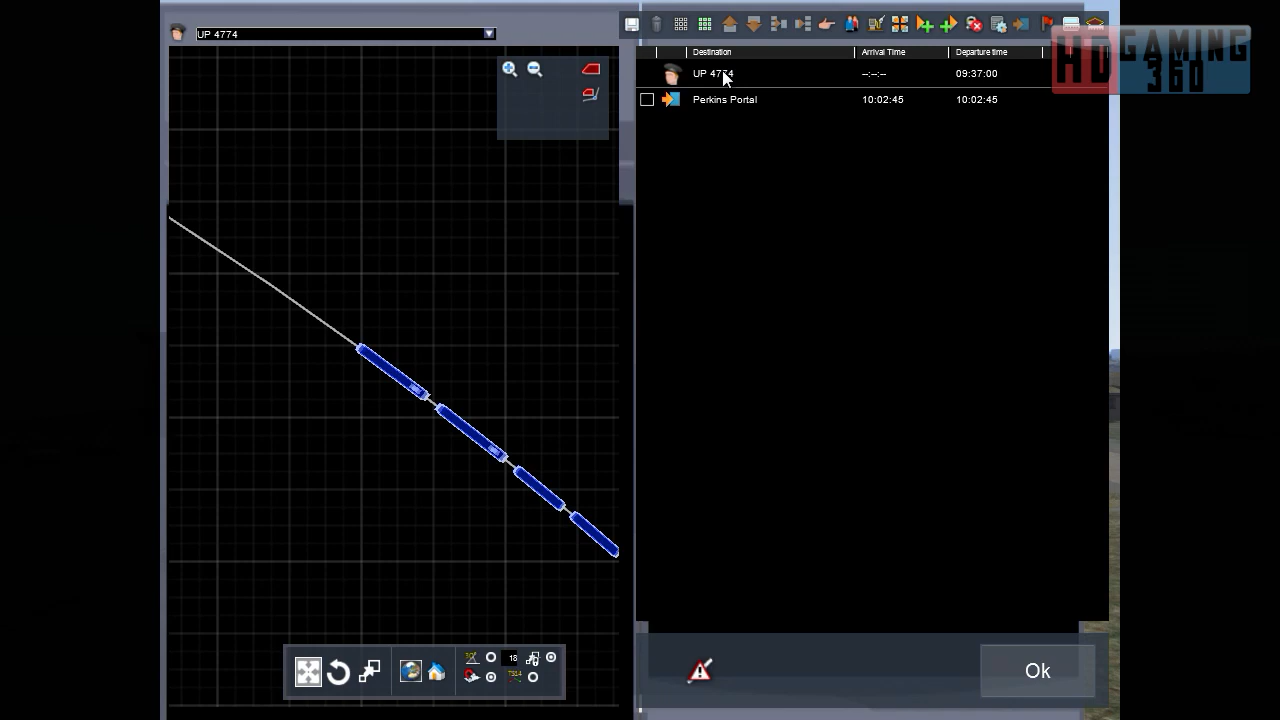 UP 4774
Destination Arrival Time Departure time
UP 4774 --:--:-- 09:37:00
Perkins Portal 10:02:45 10:02:45
HD GAMING
360
18
TS14
Ok